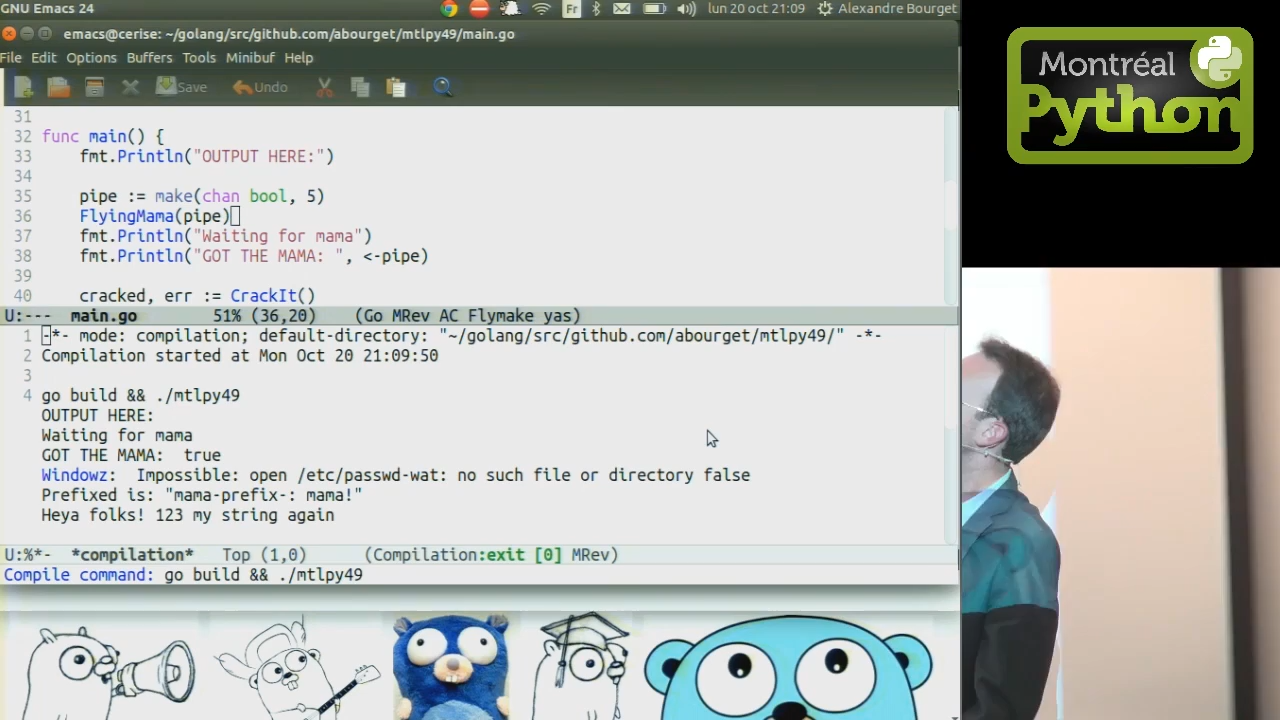 GNU Emacs 24
Fr
lun 20 oct 21:09
Alexandre Bourget
emacs@cerise: ~/golang/src/github.com/abourget/mtlpy49/main.go
File Edit Options Buffers Tools Minibuf Help
Save
Undo
31
32 func main() {
33 fmt.Println("OUTPUT HERE:")
34
35 pipe := make(chan bool, 5)
36 FlyingMama(pipe)
37 fmt.Println("Waiting for mama")
38 fmt.Println("GOT THE MAMA: ", <-pipe)
39
40 cracked, err := CrackIt()
U:--- main.go 51% (36,20) (Go MRev AC Flymake yas)
1 -*- mode: compilation; default-directory: "~/golang/src/github.com/abourget/mtlpy49/" -*-
2 Compilation started at Mon Oct 20 21:09:50
3
4 go build && ./mtlpy49
OUTPUT HERE:
Waiting for mama
GOT THE MAMA:  true
Windowz:  Impossible: open /etc/passwd-wat: no such file or directory false
Prefixed is: "mama-prefix-: mama!"
Heya folks! 123 my string again
U:%*- *compilation* Top (1,0) (Compilation:exit [0] MRev)
Compile command: go build && ./mtlpy49
Montréal
Python